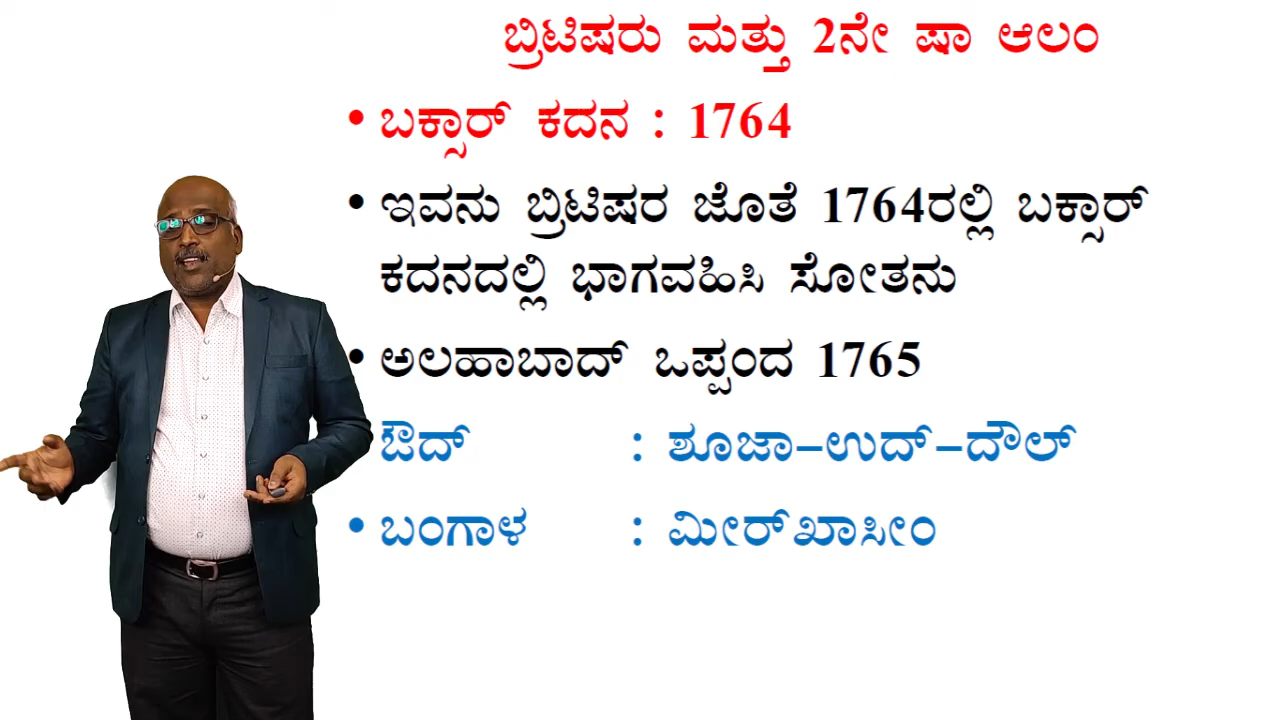 ಬ್ರಿಟಿಷರು ಮತ್ತು 2ನೇ ಷಾ ಆಲಂ
• ಬಕ್ಸಾರ್ ಕದನ : 1764
• ಇವನು ಬ್ರಿಟಿಷರ ಜೊತೆ 1764ರಲ್ಲಿ ಬಕ್ಸಾರ್
ಕದನದಲ್ಲಿ ಭಾಗವಹಿಸಿ ಸೋತನು
• ಅಲಹಾಬಾದ್ ಒಪ್ಪಂದ 1765
ಔದ್ : ಶೂಜಾ-ಉದ್-ದೌಲ್
• ಬಂಗಾಳ : ಮೀರ್‌ಖಾಸೀಂ